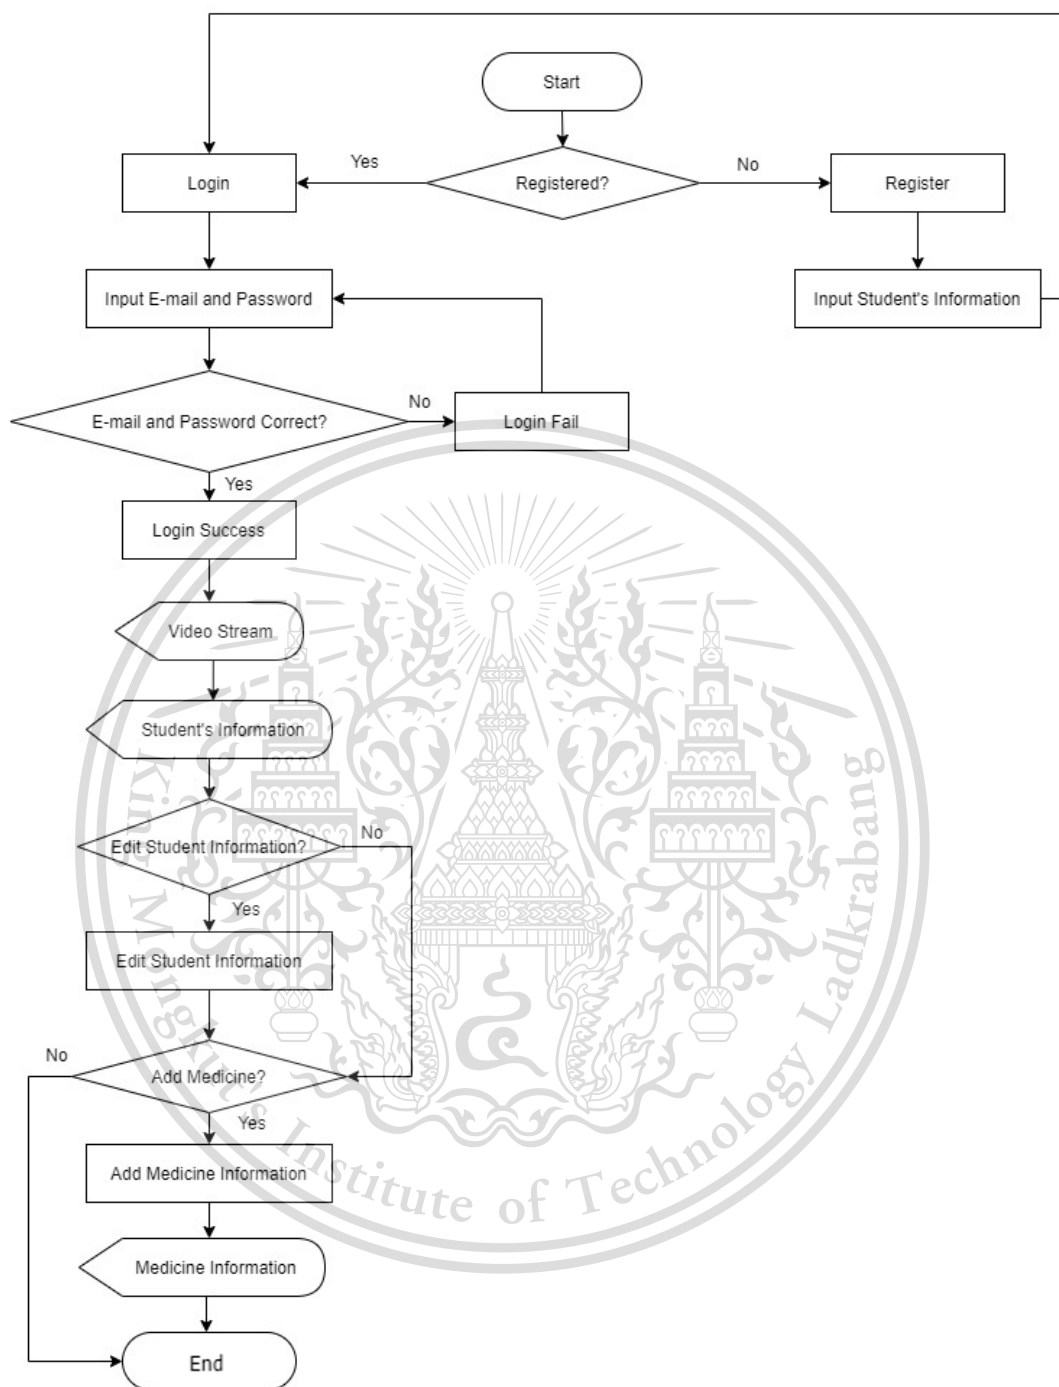 Start
Yes
No
Login
Registered?
Register
Input E-mail and Password
Input Student's Information
E-mail and Password Correct?
No
Login Fail
Yes
Login Success
Video Stream
Student's Information
No
Edit Student Information?
Yes
Edit Student Information
No
Add Medicine?
Yes
Add Medicine Information
Medicine Information
End
King Mongkut's Institute of Technology Ladkrabang